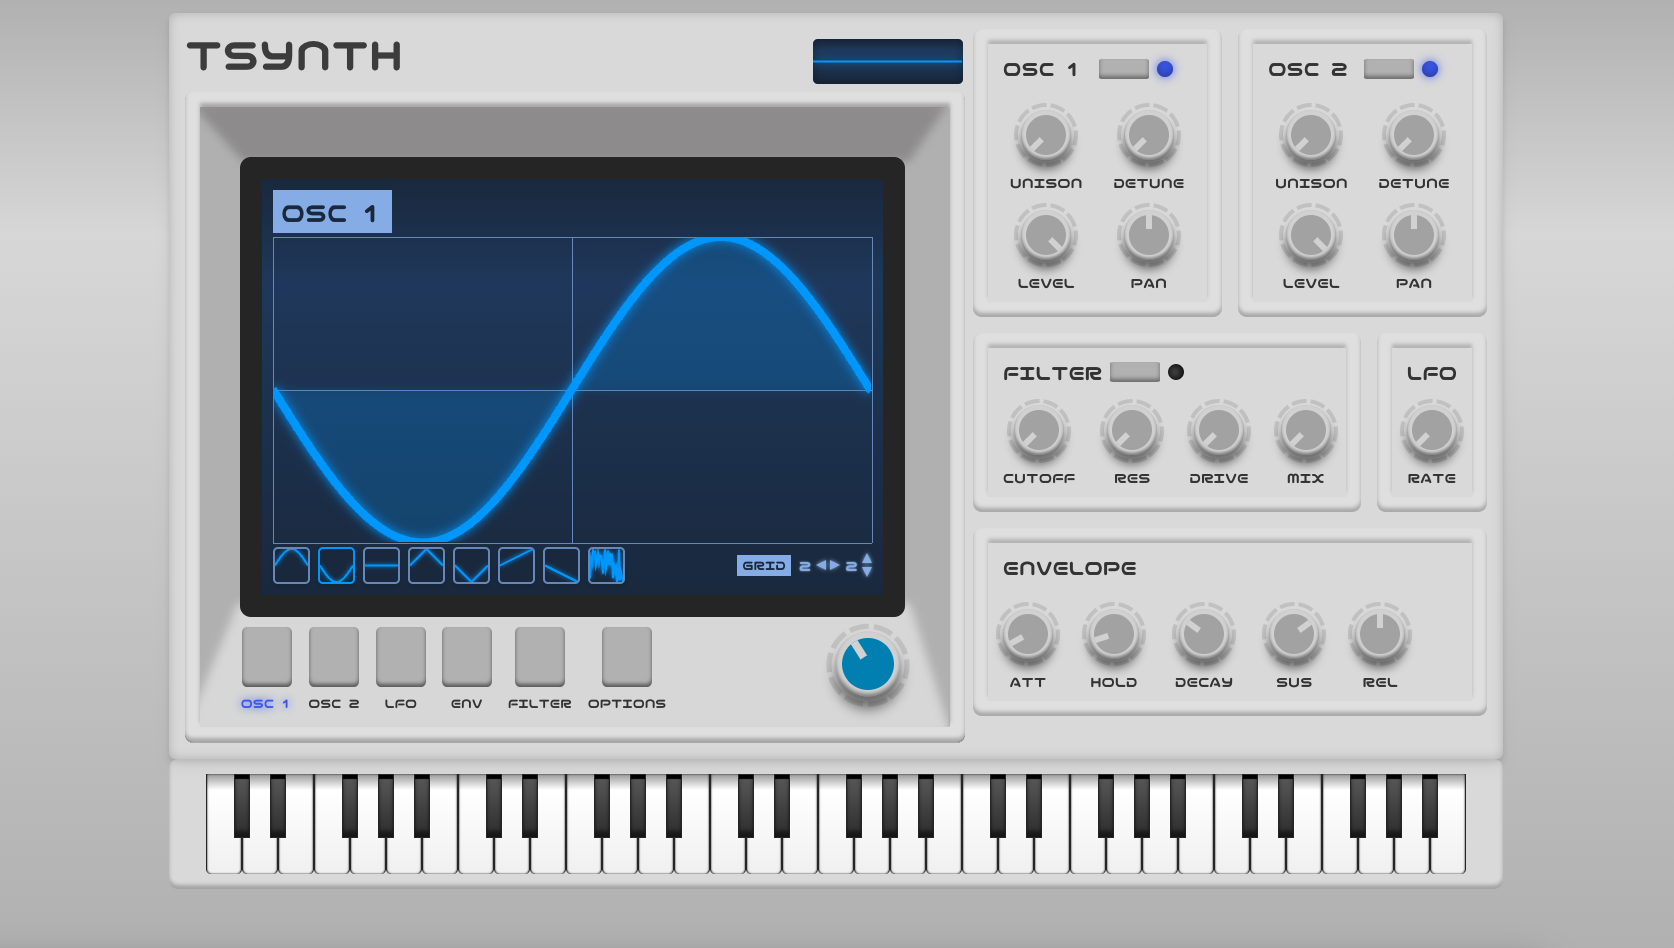 TSYNTH
OSC 1
GRID 2 2
OSC 1 OSC 2 LFO ENV FILTER OPTIONS
OSC 1
UNISON DETUNE
LEVEL PAN
OSC 2
UNISON DETUNE
LEVEL PAN
FILTER
CUTOFF RES DRIVE MIX
LFO
RATE
ENVELOPE
ATT HOLD DECAY SUS REL